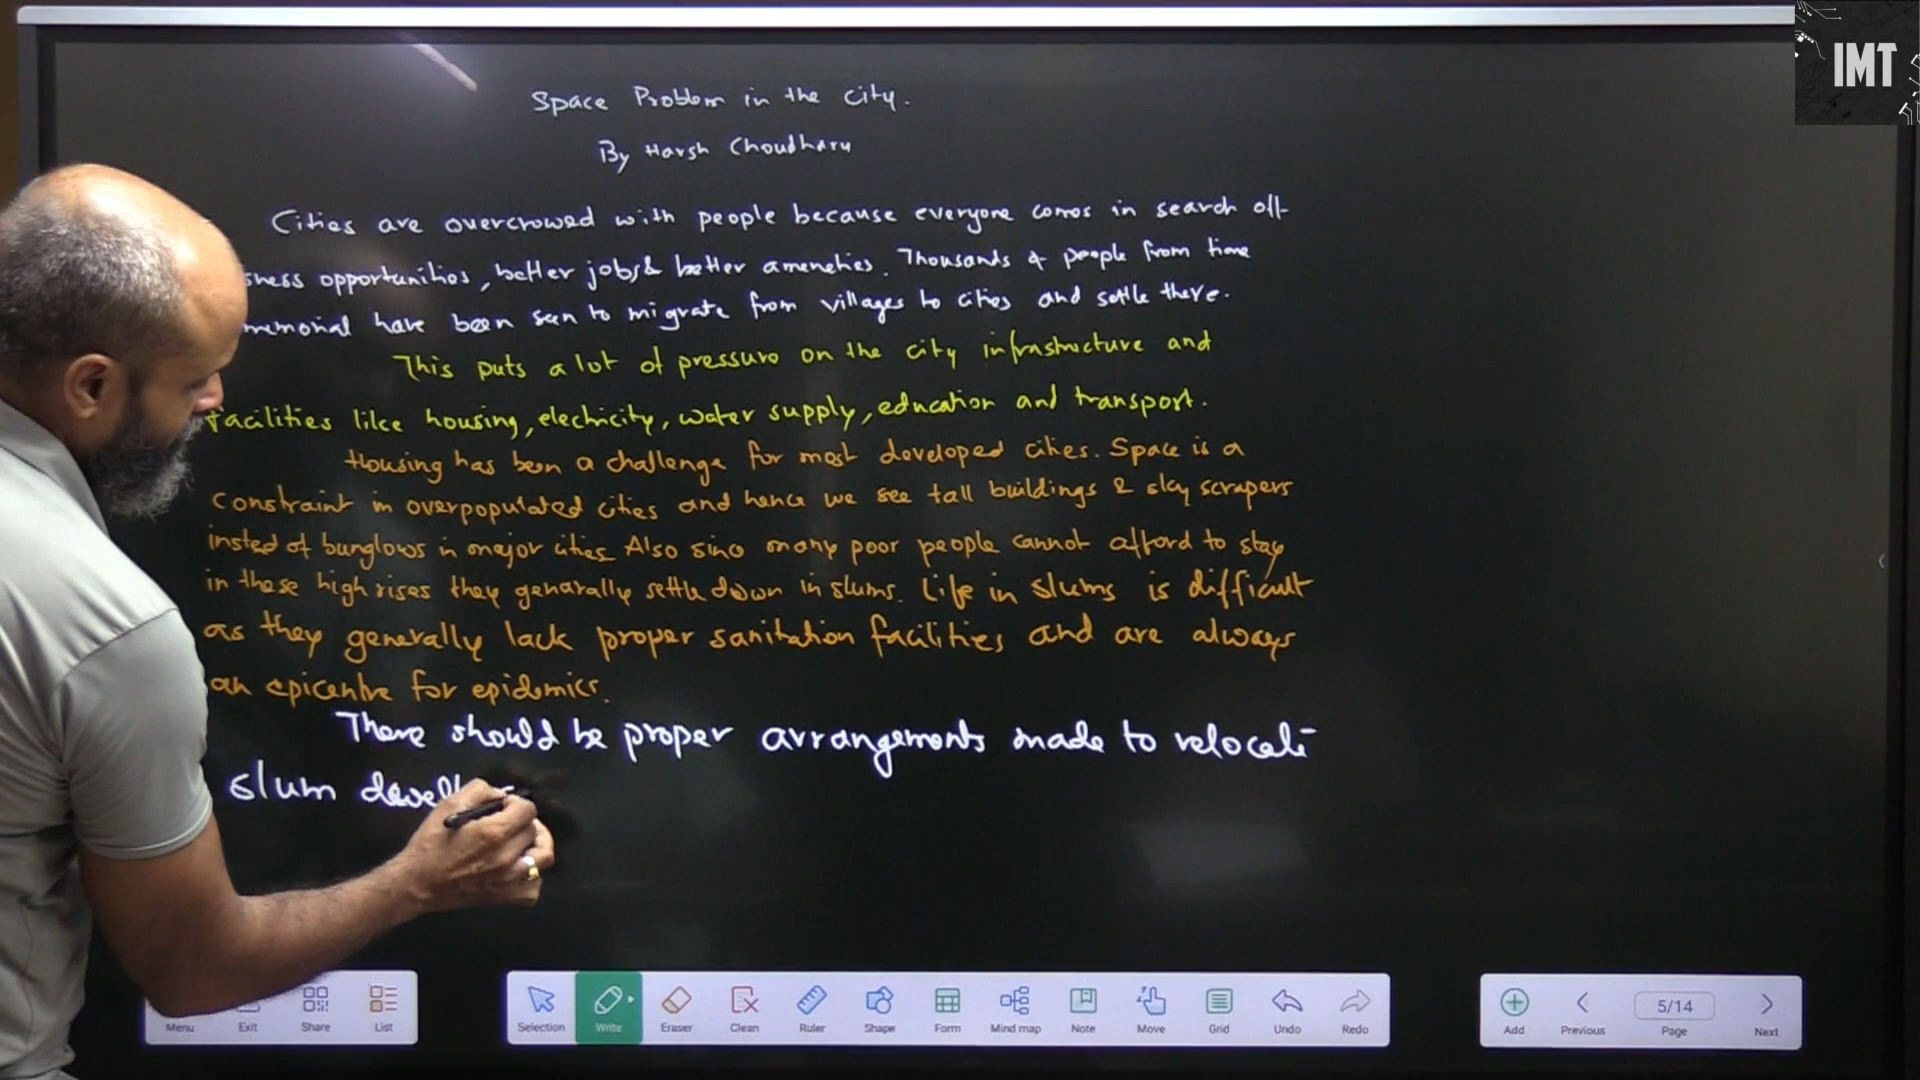 IMT
Space Problem in the city.
By Harsh Choudhary
Cities are overcrowed with people because everyone comes in search of
opportunities, better jobs & better Thousands of people from time
have been seen to migrate from villages to cities and settle there.
This puts a lot of pressure on the city infrastructure and
facilities like housing, electricity, water supply, education and transport.
Housing has been a challenge for most developed cities. Space is a
constraint in overpopulated cities and hence we see tall buildings & sky scrapers
insted of bunglows in major cities Also since many poor people cannot afford to stay
in these high rises they genarally settle down in slums. Life in slums is difficult
as they generally lack proper sanitation facilities and are always
an epicentre for epidemics.
There should be proper arrangements made to relocate
slum
Menu Exit Share List Selection Write Eraser Clean Ruler Shape Form Mind map Note Move Grid Undo Redo Add Previous 5/14 Page Next